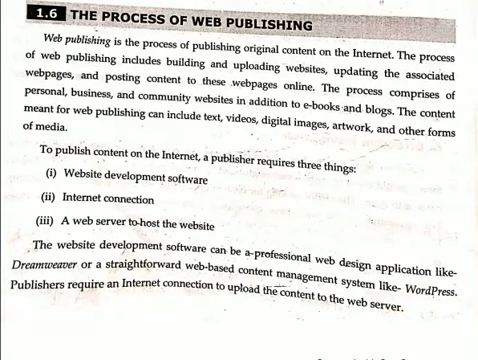 1.6 THE PROCESS OF WEB PUBLISHING
Web publishing is the process of publishing original content on the Internet. The process
of web publishing includes building and uploading websites, updating the associated
webpages, and posting content to these webpages online. The process comprises of
personal, business, and community websites in addition to e-books and blogs. The content
meant for web publishing can include text, videos, digital images, artwork, and other forms
of media.
To publish content on the Internet, a publisher requires three things:
(i) Website development software
(ii) Internet connection
(iii) A web server to host the website
The website development software can be a professional web design application like-
Dreamweaver or a straightforward web-based content management system like- WordPress.
Publishers require an Internet connection to upload the content to the web server.